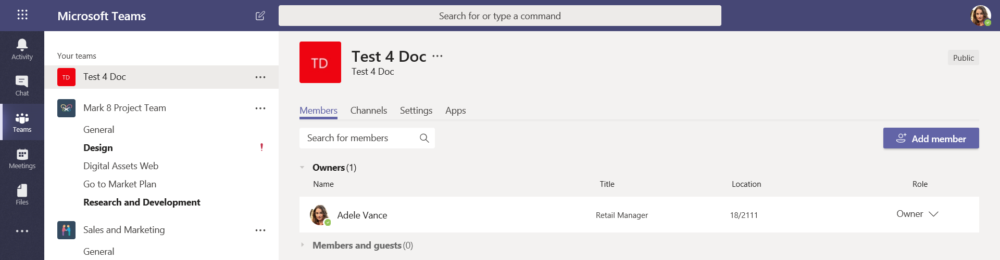 Microsoft Teams
Search for or type a command
Activity
Chat
Teams
Meetings
Files
Your teams
TD Test 4 Doc
Mark 8 Project Team
General
Design
Digital Assets Web
Go to Market Plan
Research and Development
Sales and Marketing
General
TD
Test 4 Doc
Test 4 Doc
Public
Members Channels Settings Apps
Search for members
Add member
Owners (1)
Name Title Location Role
Adele Vance Retail Manager 18/2111 Owner
Members and guests (0)